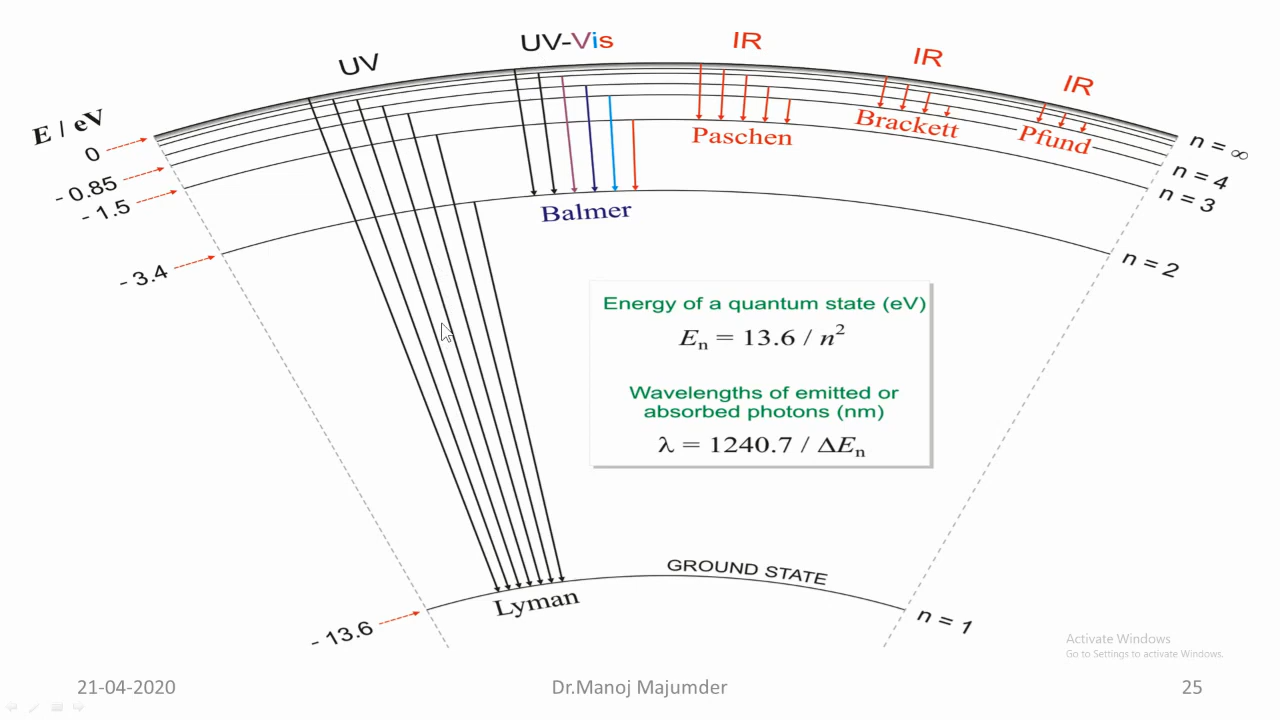 UV
UV-Vis
IR
IR
IR
E / eV
0
- 0.85
- 1.5
- 3.4
- 13.6
Paschen
Brackett
Pfund
Balmer
n = ∞
n = 4
n = 3
n = 2
Energy of a quantum state (eV)
Eₙ = 13.6 / n²
Wavelengths of emitted or
absorbed photons (nm)
λ = 1240.7 / ΔEₙ
GROUND STATE
Lyman
n = 1
Activate Windows
Go to Settings to activate Windows.
21-04-2020
Dr.Manoj Majumder
25